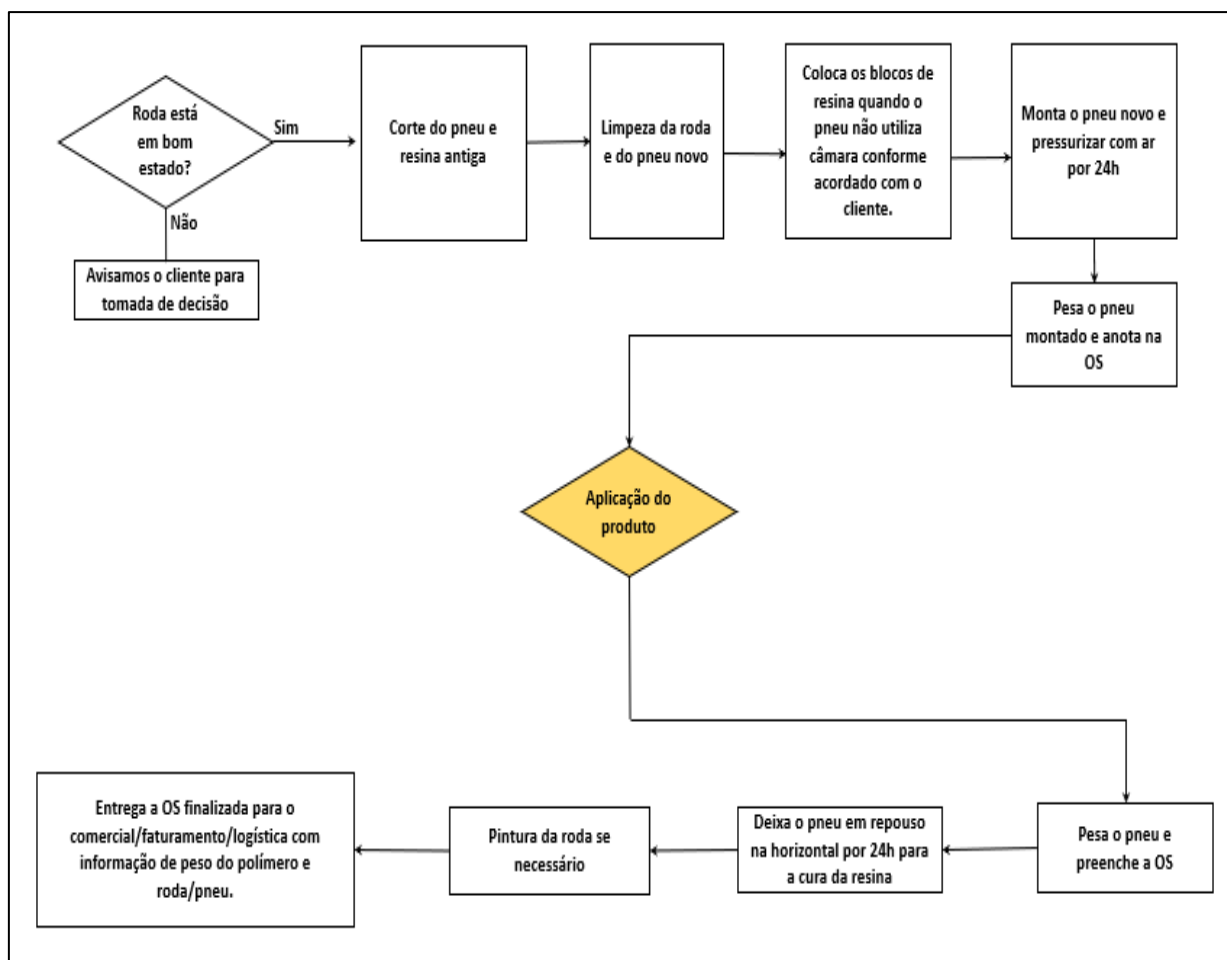 Roda está
em bom
estado?
Sim
Não
Avisamos o cliente para
tomada de decisão
Corte do pneu e
resina antiga
Limpeza da roda
e do pneu novo
Coloca os blocos de
resina quando o
pneu não utiliza
câmara conforme
acordado com o
cliente.
Monta o pneu novo e
pressurizar com ar
por 24h
Pesa o pneu
montado e anota na
OS
Aplicação do
produto
Pesa o pneu e
preenche a OS
Deixa o pneu em repouso
na horizontal por 24h para
a cura da resina
Pintura da roda se
necessário
Entrega a OS finalizada para o
comercial/faturamento/logística com
informação de peso do polímero e
roda/pneu.